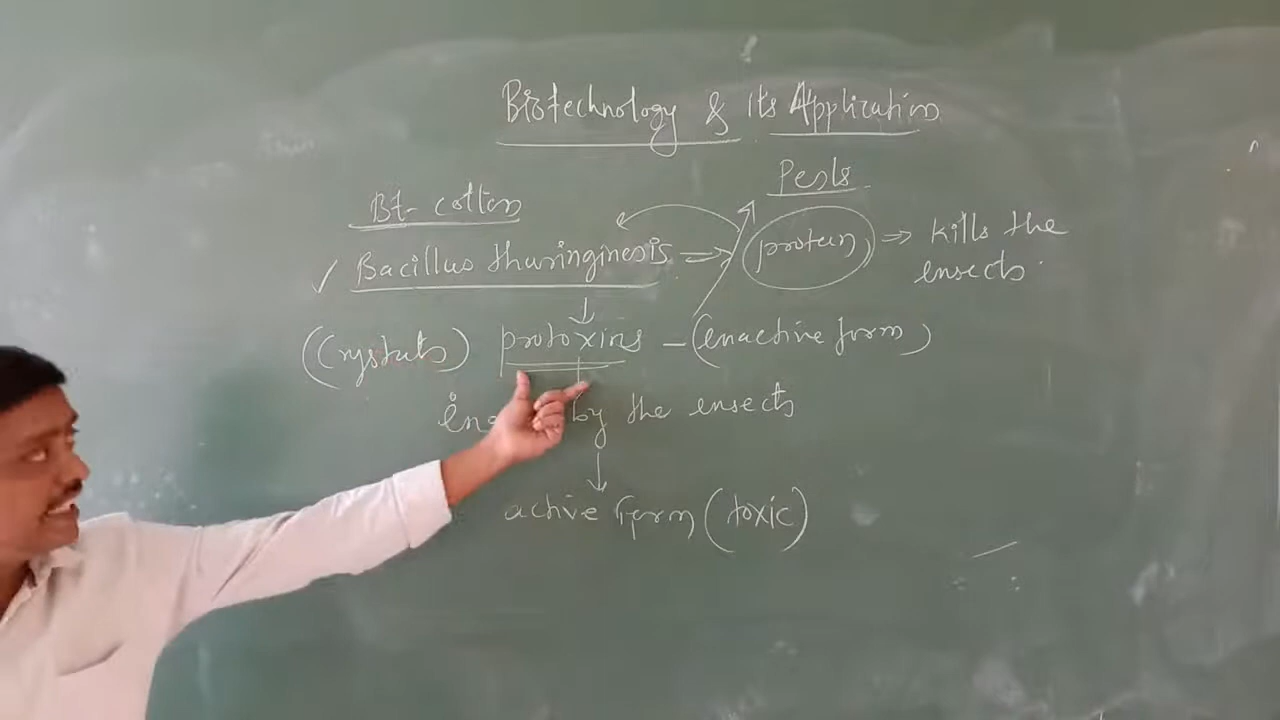 Biotechnology & its Application
Pests
Bt- cotton
✓ Bacillus thuringinesis ⇒ protein ⇒ kills the
insects
↓
(Crystals) protoxins - (enactive form)
by the insects
↓
active form (toxic)